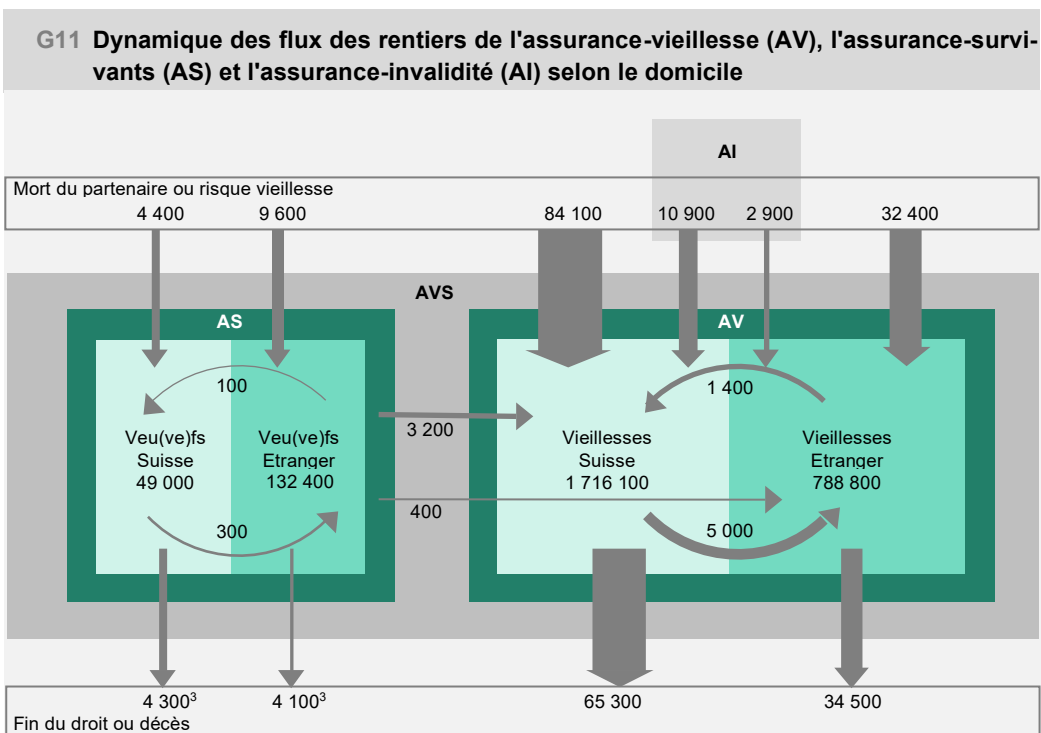 G11 Dynamique des flux des rentiers de l'assurance-vieillesse (AV), l'assurance-survi-
vants (AS) et l'assurance-invalidité (AI) selon le domicile
AI
Mort du partenaire ou risque vieillesse
4 400 9 600 84 100 10 900 2 900 32 400
AVS
AS AV
100 1 400
3 200
Veu(ve)fs Veu(ve)fs Vieillesses Vieillesses
Suisse Etranger Suisse Etranger
49 000 132 400 1 716 100 788 800
400
300 5 000
4 300³ 4 100³ 65 300 34 500
Fin du droit ou décès